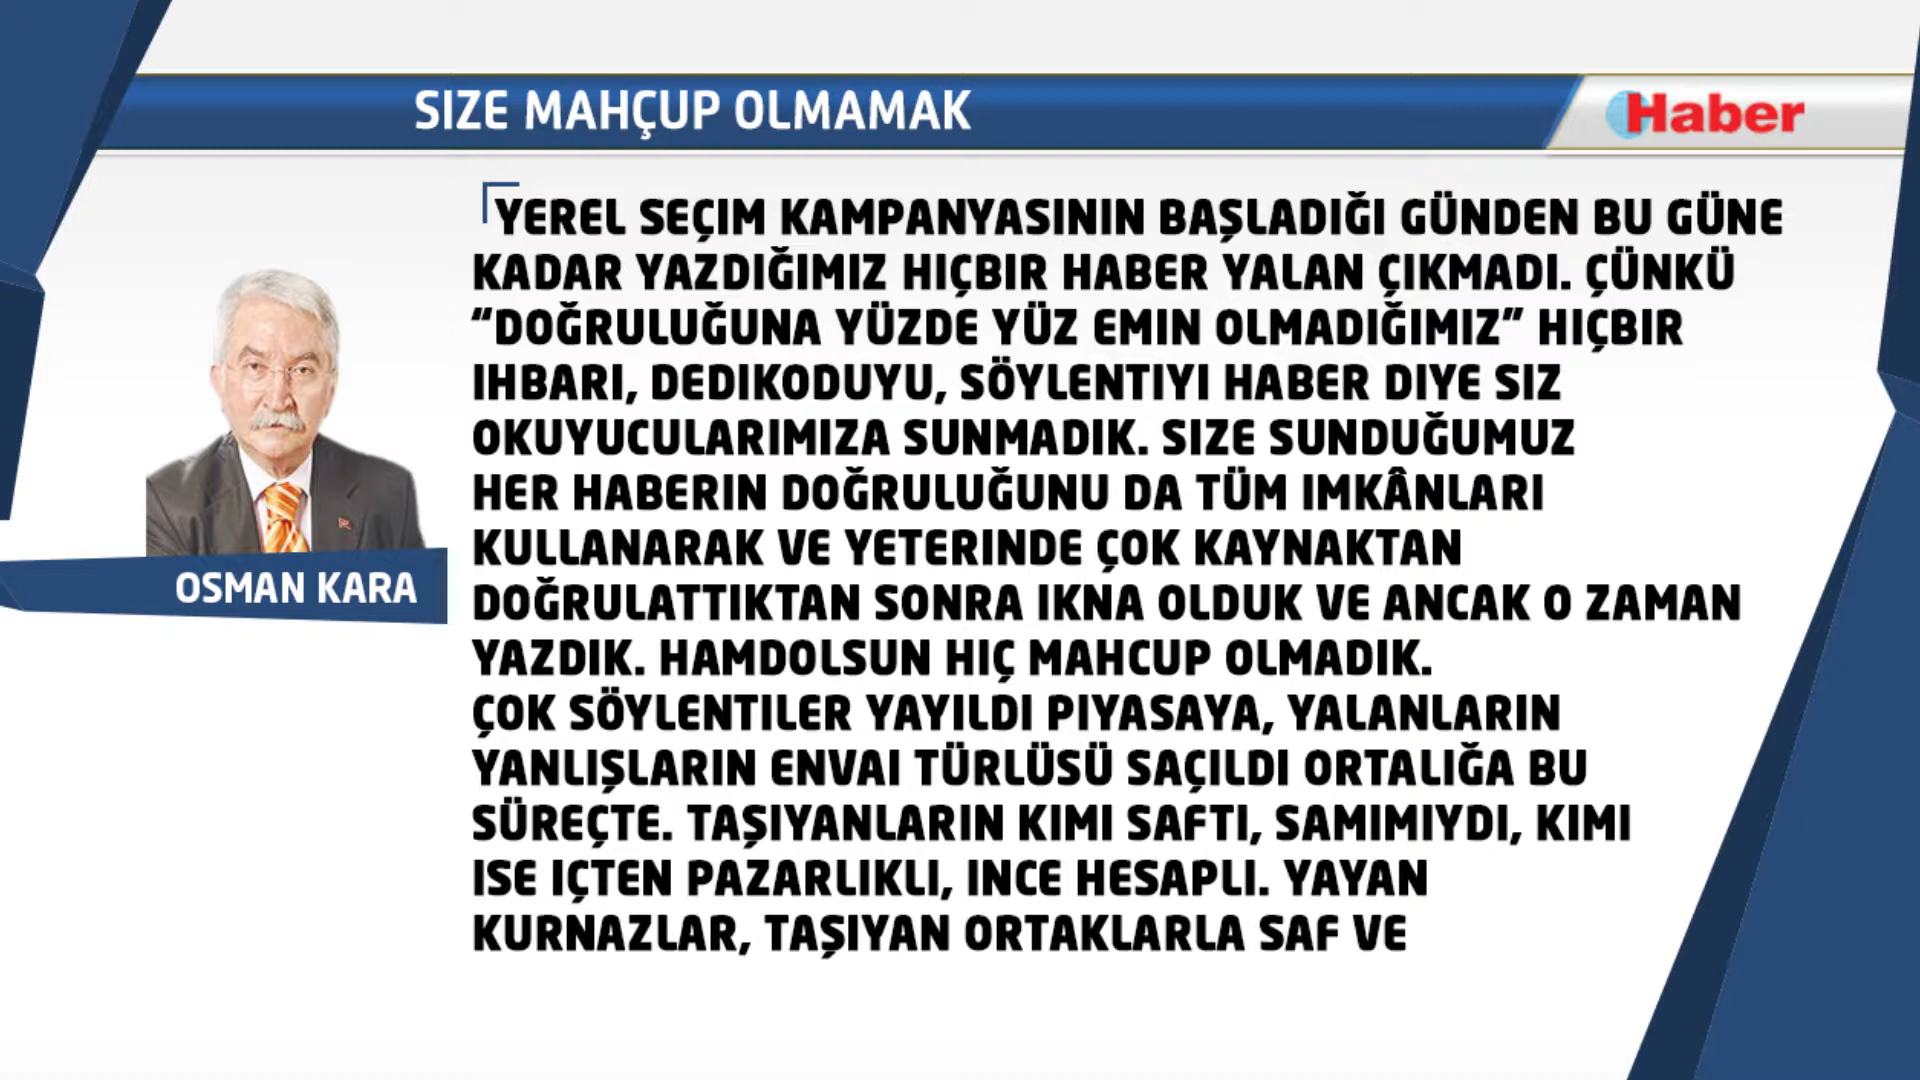 SIZE MAHÇUP OLMAMAK
Haber
YEREL SEÇIM KAMPANYASININ BAŞLADIĞI GÜNDEN BU GÜNE
KADAR YAZDIĞIMIZ HIÇBIR HABER YALAN ÇIKMADI. ÇÜNKÜ
“DOĞRULUĞUNA YÜZDE YÜZ EMIN OLMADIĞIMIZ” HIÇBIR
IHBARI, DEDIKODUYU, SÖYLENTIYI HABER DIYE SIZ
OKUYUCULARIMIZA SUNMADIK. SIZE SUNDUĞUMUZ
HER HABERIN DOĞRULUĞUNU DA TÜM IMKÂNLARI
KULLANARAK VE YETERINDE ÇOK KAYNAKTAN
DOĞRULATTIKTAN SONRA IKNA OLDUK VE ANCAK O ZAMAN
YAZDIK. HAMDOLSUN HIÇ MAHCUP OLMADIK.
ÇOK SÖYLENTILER YAYILDI PIYASAYA, YALANLARIN
YANLIŞLARIN ENVAI TÜRLÜSÜ SAÇILDI ORTALIĞA BU
SÜREÇTE. TAŞIYANLARIN KIMI SAFTI, SAMIMIYDI, KIMI
ISE IÇTEN PAZARLIKLI, INCE HESAPLI. YAYAN
KURNAZLAR, TAŞIYAN ORTAKLARLA SAF VE
OSMAN KARA